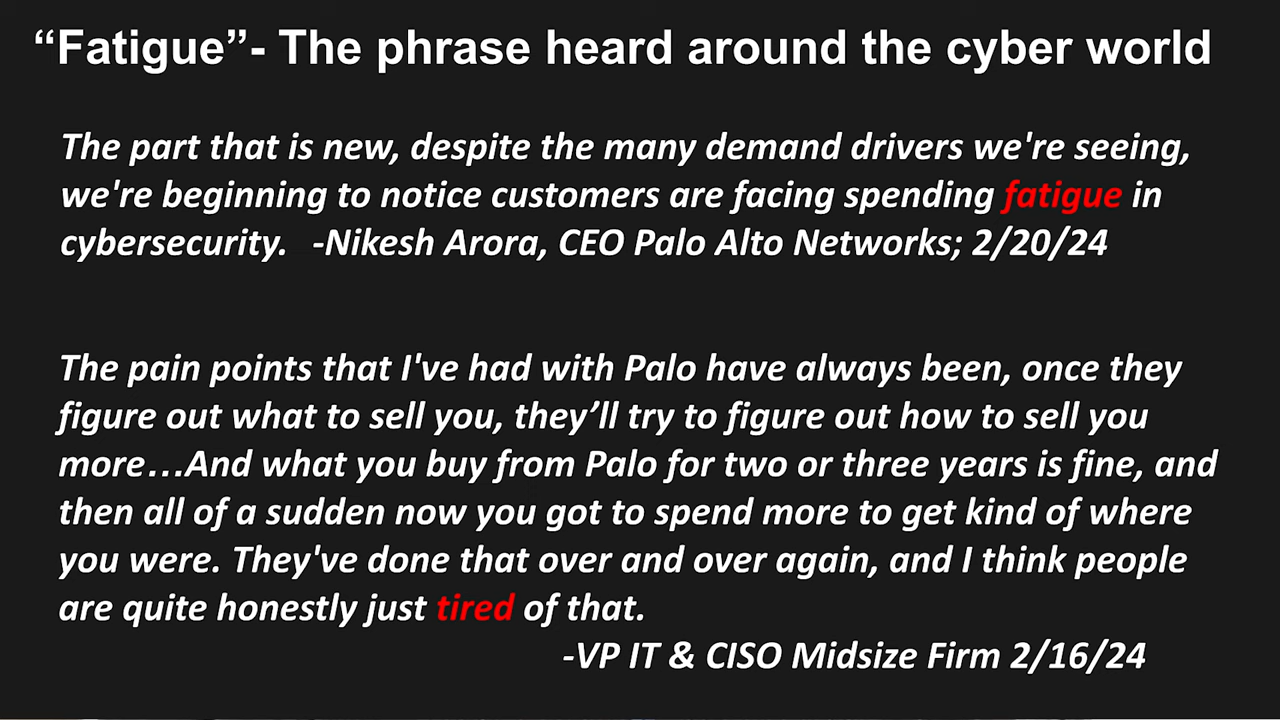 “Fatigue”- The phrase heard around the cyber world
The part that is new, despite the many demand drivers we're seeing,
we're beginning to notice customers are facing spending fatigue in
cybersecurity.  -Nikesh Arora, CEO Palo Alto Networks; 2/20/24
The pain points that I've had with Palo have always been, once they
figure out what to sell you, they’ll try to figure out how to sell you
more…And what you buy from Palo for two or three years is fine, and
then all of a sudden now you got to spend more to get kind of where
you were. They've done that over and over again, and I think people
are quite honestly just tired of that.
-VP IT & CISO Midsize Firm 2/16/24